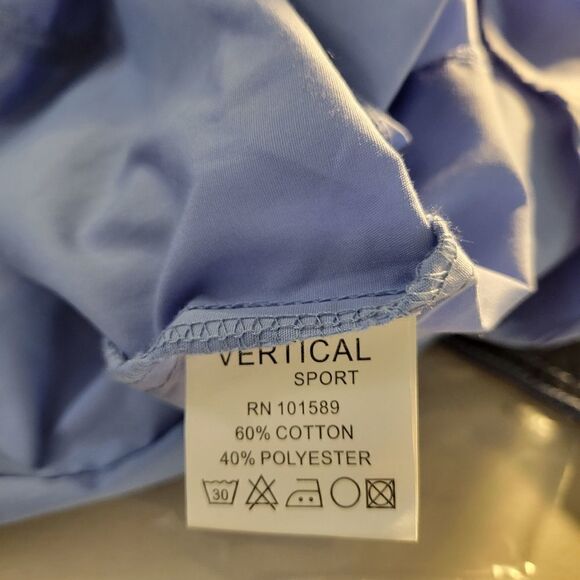 VERTICAL
SPORT
RN 101589
60% COTTON
40% POLYESTER
30